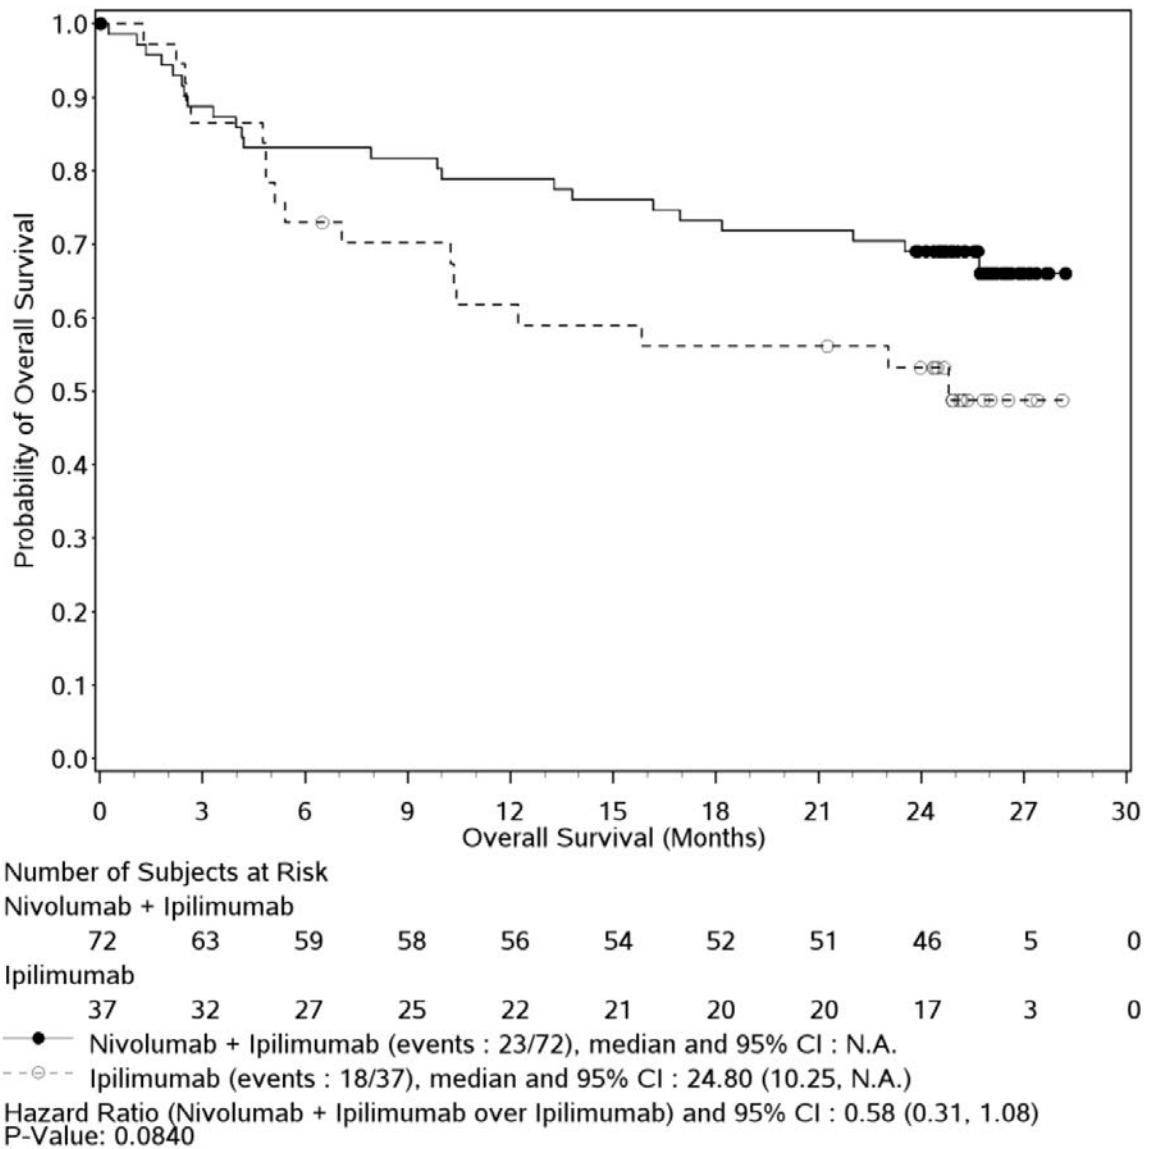 1.0
0.9
0.8
0.7
0.6
0.5
0.4
0.3
0.2
0.1
0.0
Probability of Overall Survival
0 3 6 9 12 15 18 21 24 27 30
Overall Survival (Months)
Number of Subjects at Risk
Nivolumab + Ipilimumab
72 63 59 58 56 54 52 51 46 5 0
Ipilimumab
37 32 27 25 22 21 20 20 17 3 0
Nivolumab + Ipilimumab (events : 23/72), median and 95% CI : N.A.
Ipilimumab (events : 18/37), median and 95% CI : 24.80 (10.25, N.A.)
Hazard Ratio (Nivolumab + Ipilimumab over Ipilimumab) and 95% CI : 0.58 (0.31, 1.08)
P-Value: 0.0840